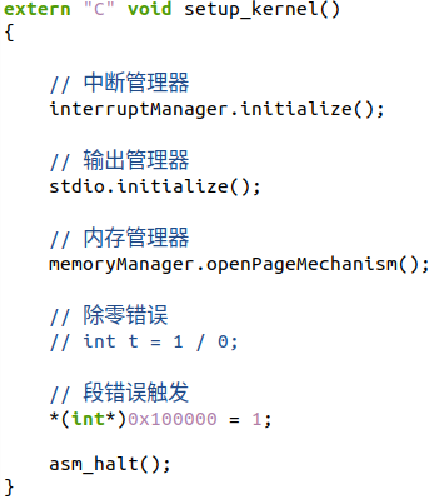 extern "C" void setup_kernel()
{
// 中断管理器
interruptManager.initialize();
// 输出管理器
stdio.initialize();
// 内存管理器
memoryManager.openPageMechanism();
// 除零错误
// int t = 1 / 0;
// 段错误触发
*(int*)0x100000 = 1;
asm_halt();
}